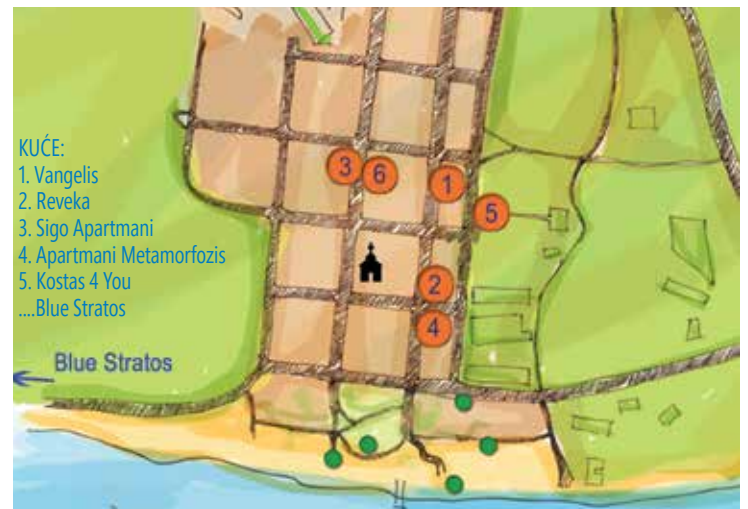 KUĆE:
1. Vangelis
2. Reveka
3. Sigo Apartmani
4. Apartmani Metamorfozis
5. Kostas 4 You
....Blue Stratos
3
6
1
5
2
4
Blue Stratos